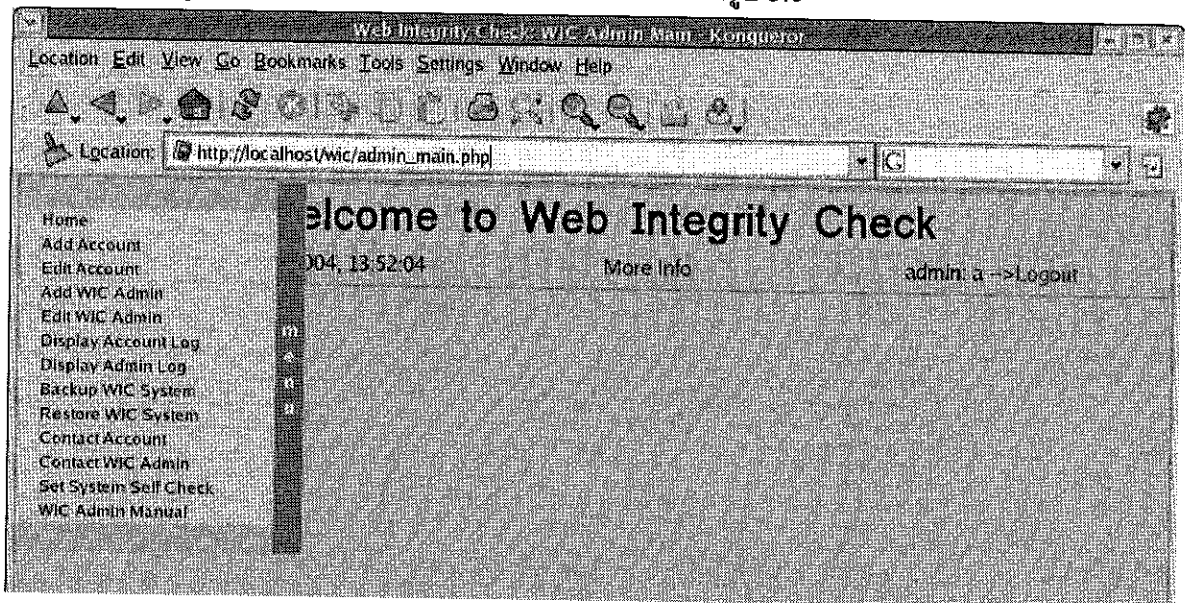 รูป
Web Integrity Check: WIC Admin Main - Konqueror
Location Edit View Go Bookmarks Tools Settings Window Help
Location: http://localhost/wic/admin_main.php
Home
Add Account
Edit Account
Add WIC Admin
Edit WIC Admin
Display Account Log
Display Admin Log
Backup WIC System
Restore WIC System
Contact Account
Contact WIC Admin
Set System Self Check
WIC Admin Manual
m
e
n
u
elcome to Web Integrity Check
004, 13:52:04 More Info admin: a -->Logout